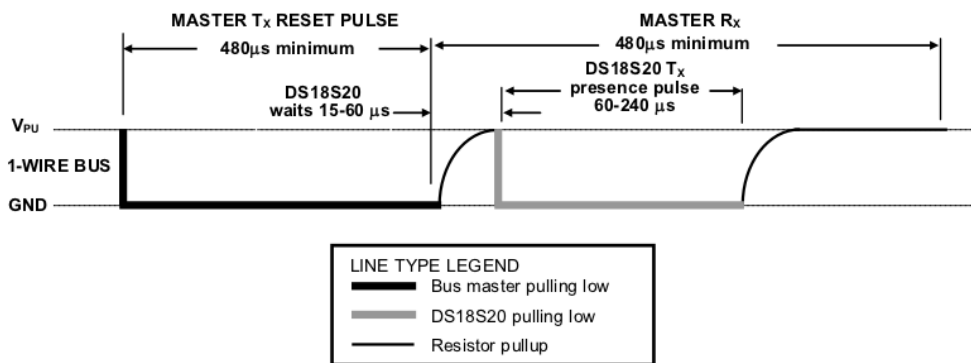 MASTER TX RESET PULSE
480μs minimum
MASTER RX
480μs minimum
DS18S20
waits 15-60 μs
DS18S20 TX
presence pulse
60-240 μs
VPU
1-WIRE BUS
GND
LINE TYPE LEGEND
Bus master pulling low
DS18S20 pulling low
Resistor pullup